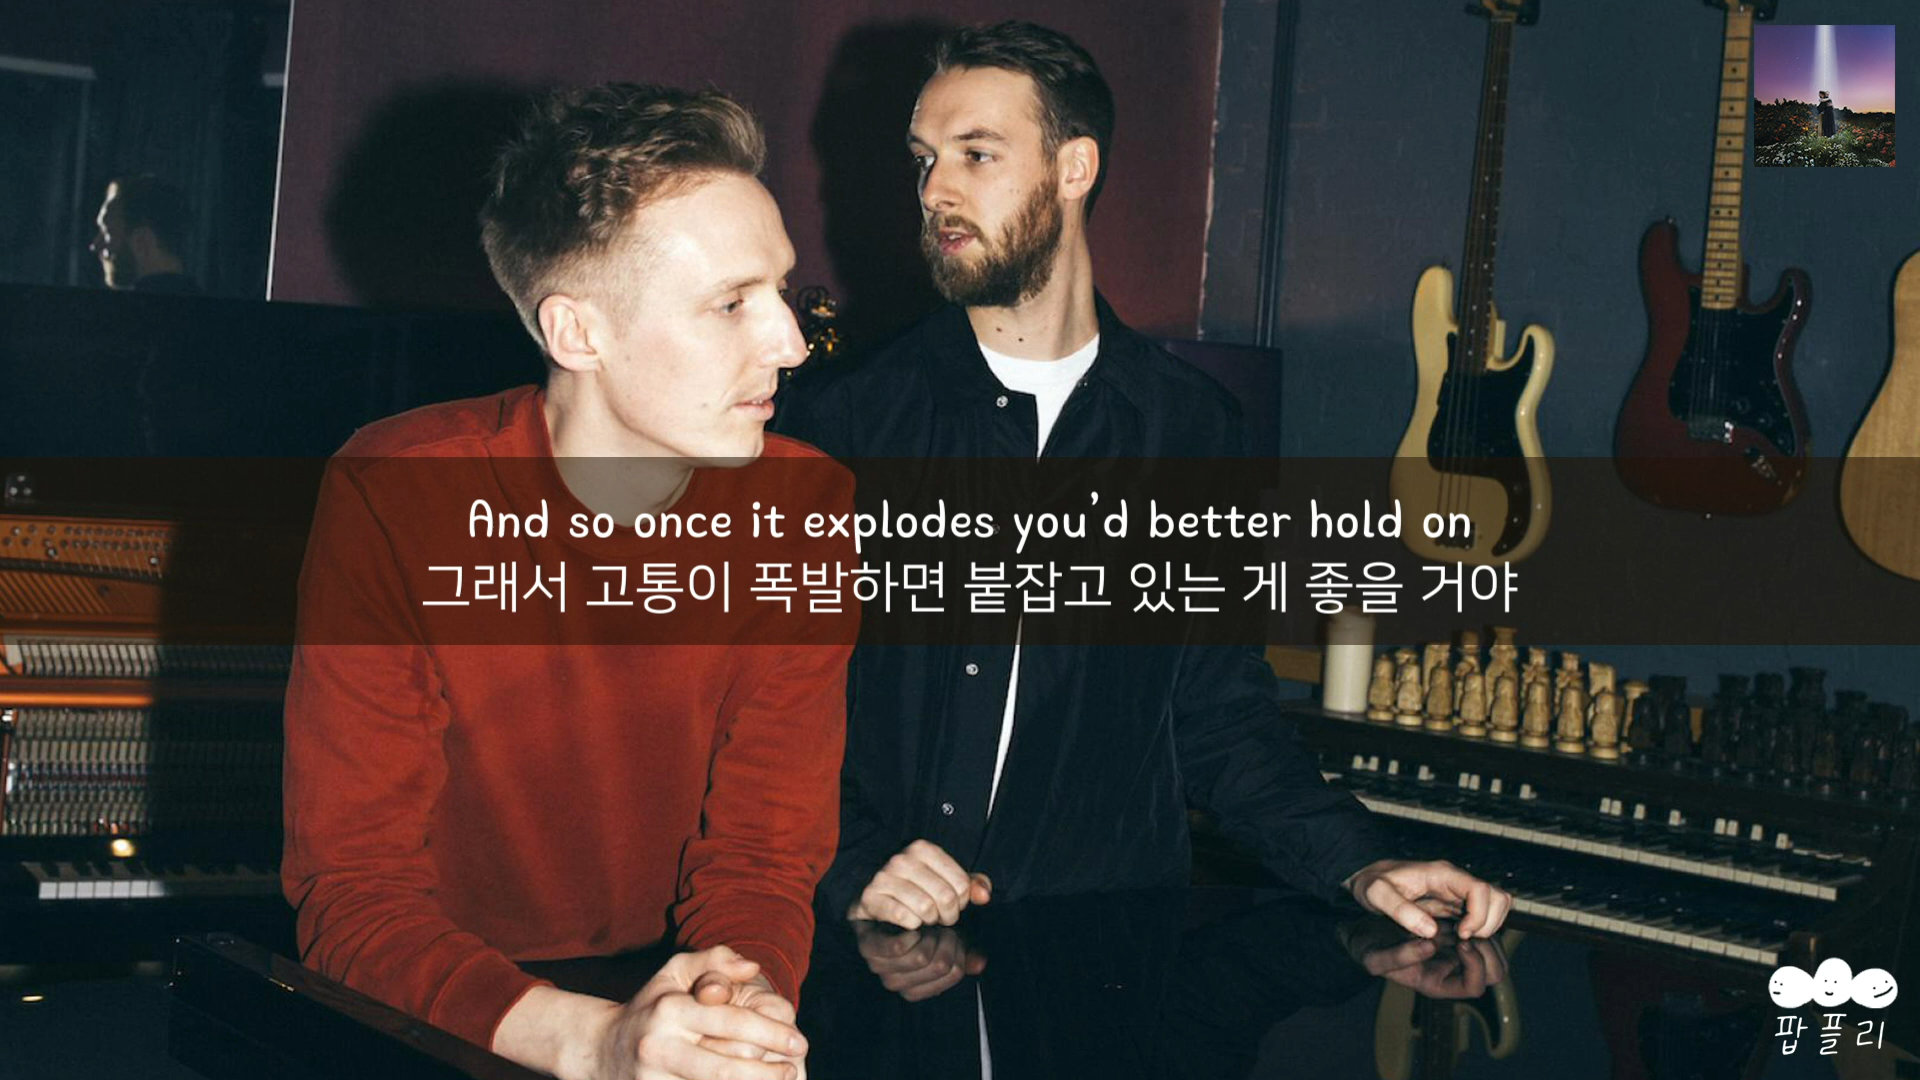 And so once it explodes you'd better hold on
그래서 고통이 폭발하면 붙잡고 있는 게 좋을 거야
팝플리